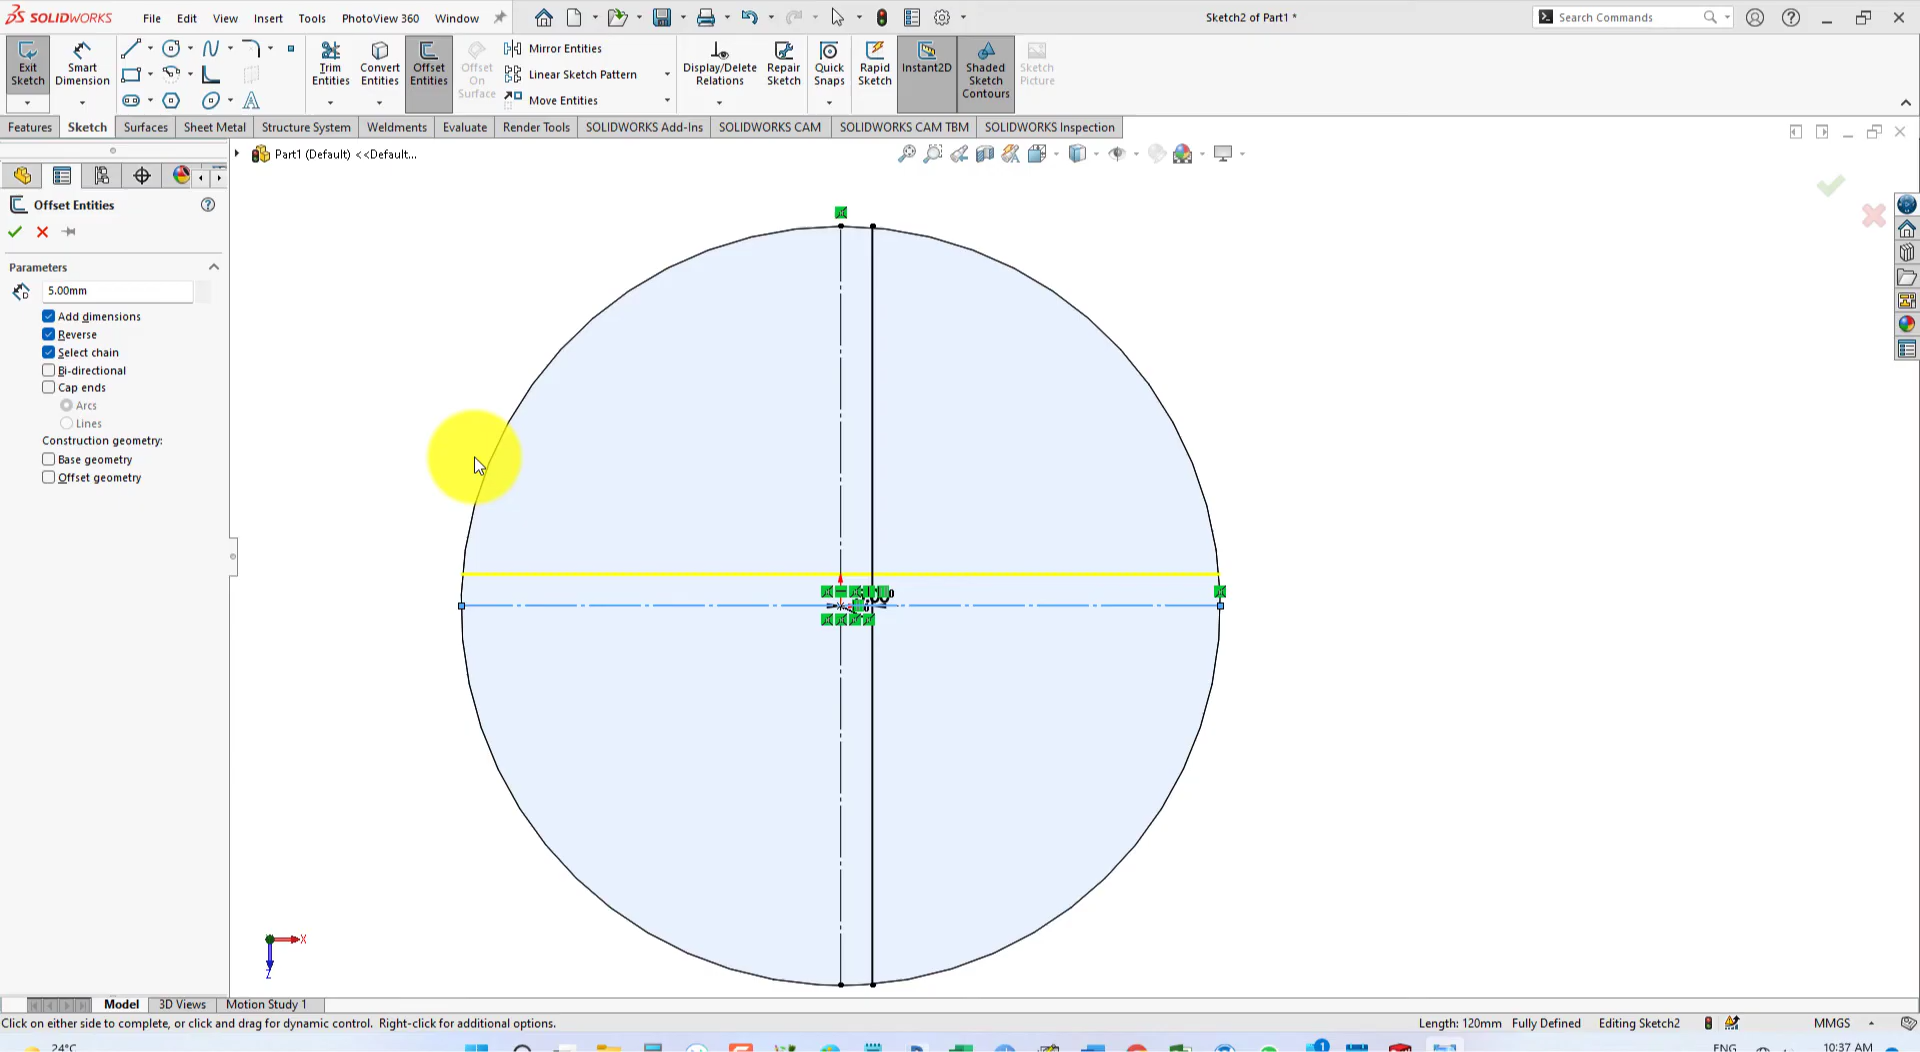 SOLIDWORKS File Edit View Insert Tools PhotoView 360 Window Sketch2 of Part1 * Search Commands
Exit Sketch
Smart Dimension
Trim Entities
Convert Entities
Offset Entities
Offset On Surface
Mirror Entities
Linear Sketch Pattern
Move Entities
Display/Delete Relations
Repair Sketch
Quick Snaps
Rapid Sketch
Instant2D
Shaded Sketch Contours
Sketch Picture
Features Sketch Surfaces Sheet Metal Structure System Weldments Evaluate Render Tools SOLIDWORKS Add-Ins SOLIDWORKS CAM SOLIDWORKS CAM TBM SOLIDWORKS Inspection
Part1 (Default) <<Default...
Offset Entities
Parameters
5.00mm
Add dimensions
Reverse
Select chain
Bi-directional
Cap ends
Arcs
Lines
Construction geometry:
Base geometry
Offset geometry
X
Z
Model 3D Views Motion Study 1
Click on either side to complete, or click and drag for dynamic control. Right-click for additional options. Length: 120mm Fully Defined Editing Sketch2 MMGS
24°C
1
ENG
10:37 AM